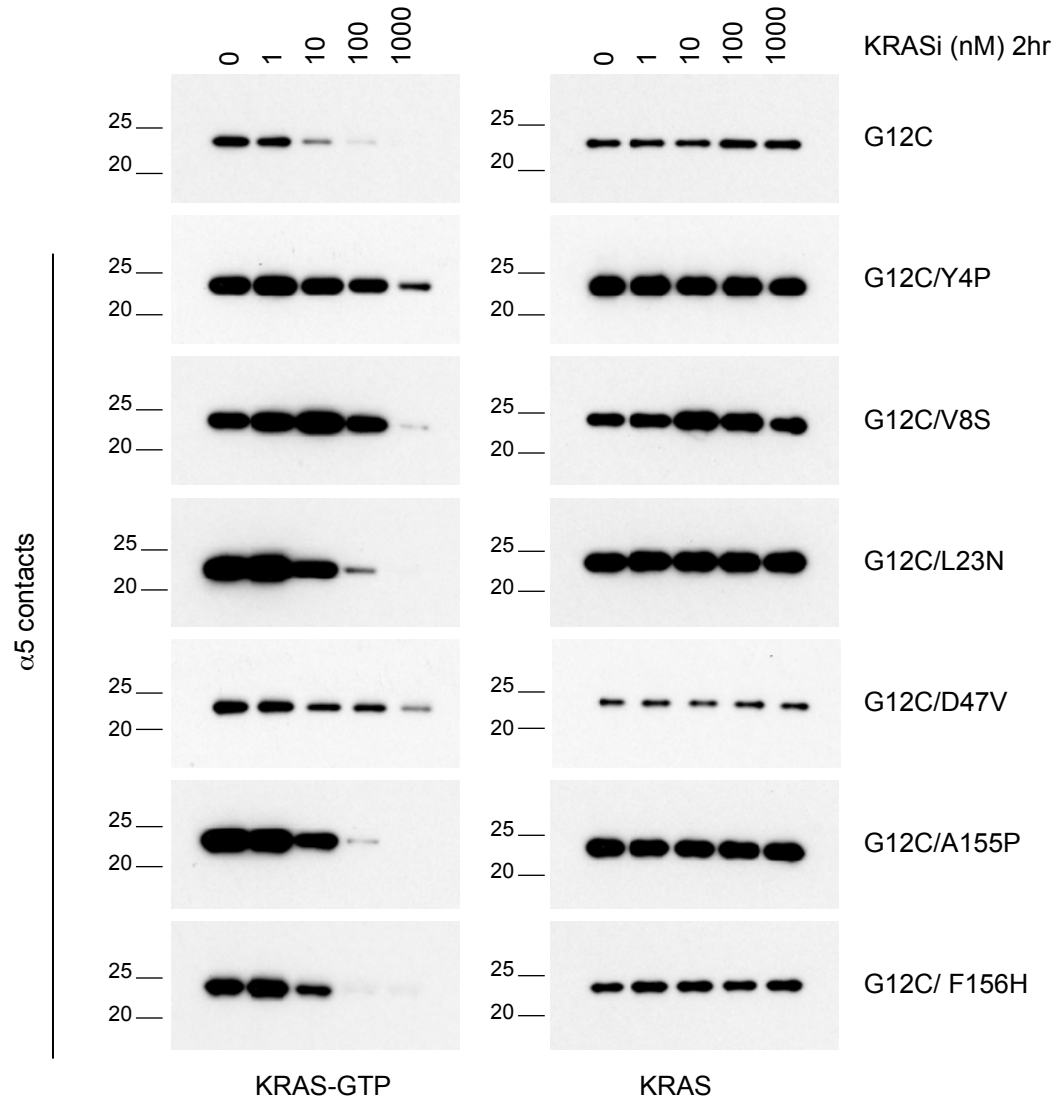 0 1 10 100 1000 0 1 10 100 1000 KRASi (nM) 2hr
25 25 G12C
20 20
25 25 G12C/Y4P
20 20
25 25 G12C/V8S
20 20
25 25 G12C/L23N
20 20
α5 contacts
25 25 G12C/D47V
20 20
25 25 G12C/A155P
20 20
25 25 G12C/ F156H
20 20
KRAS-GTP KRAS